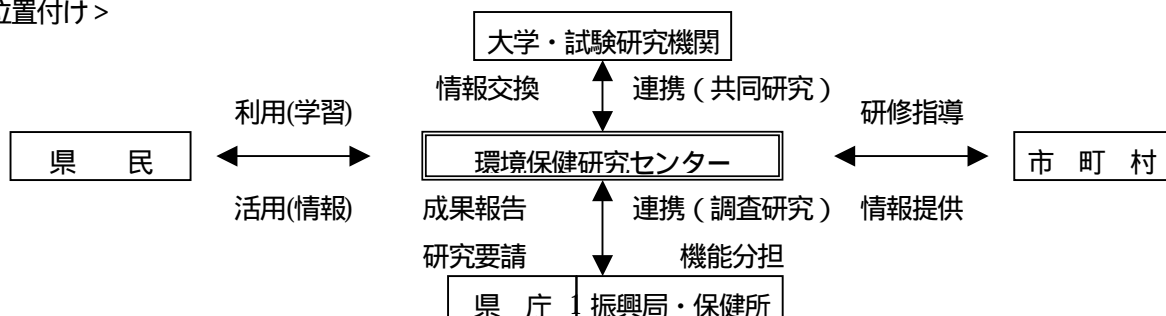 位置付け>
大学・試験研究機関
情報交換 連携(共同研究)
利用(学習) 研修指導
県 民 環境保健研究センター 市 町 村
活用(情報) 成果報告 連携(調査研究) 情報提供
研究要請 機能分担
県 庁 1 振興局・保健所